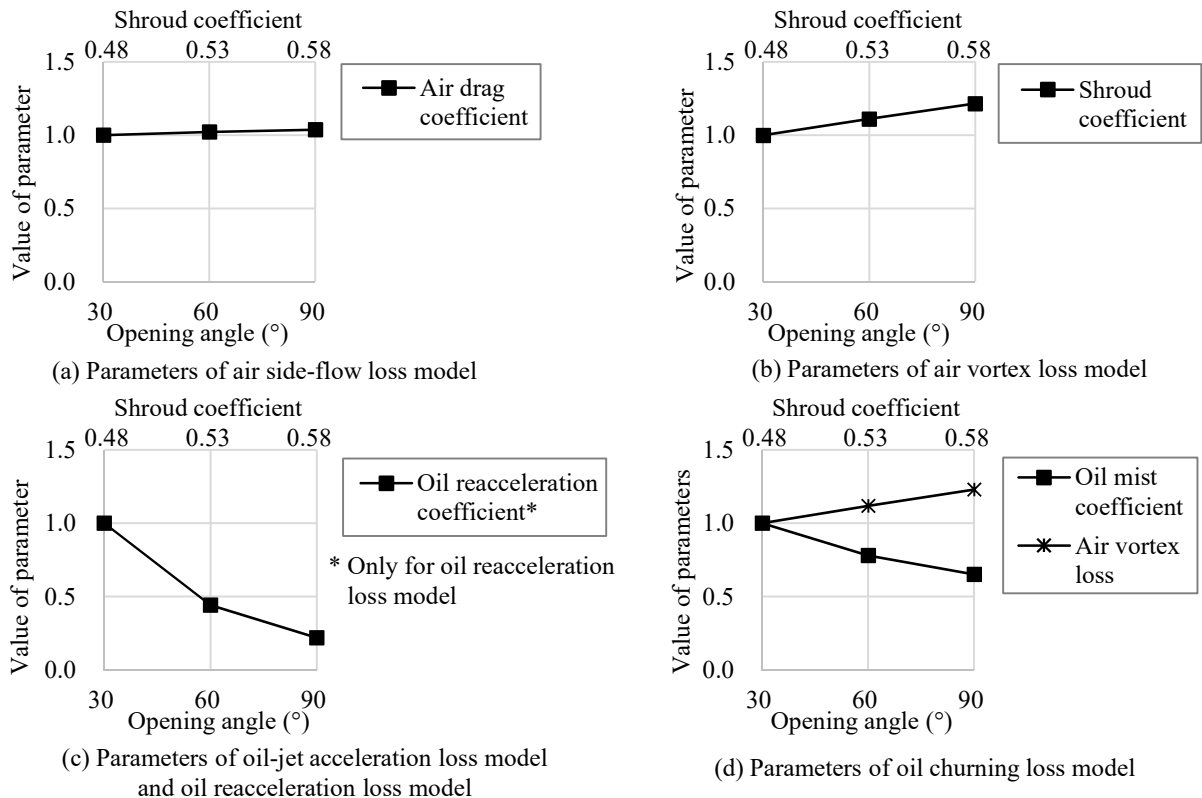 Shroud coefficient
0.48 0.53 0.58
1.5
1.0
0.5
0.0
Value of parameter
30 60 90
Opening angle (°)
Air drag
coefficient
(a) Parameters of air side-flow loss model
Shroud coefficient
0.48 0.53 0.58
1.5
1.0
0.5
0.0
Value of parameter
30 60 90
Opening angle (°)
Shroud
coefficient
(b) Parameters of air vortex loss model
Shroud coefficient
0.48 0.53 0.58
1.5
1.0
0.5
0.0
Value of parameter
30 60 90
Opening angle (°)
Oil reacceleration
coefficient*
* Only for oil reacceleration
loss model
(c) Parameters of oil-jet acceleration loss model
and oil reacceleration loss model
Shroud coefficient
0.48 0.53 0.58
1.5
1.0
0.5
0.0
Value of parameters
30 60 90
Opening angle (°)
Oil mist
coefficient
Air vortex
loss
(d) Parameters of oil churning loss model